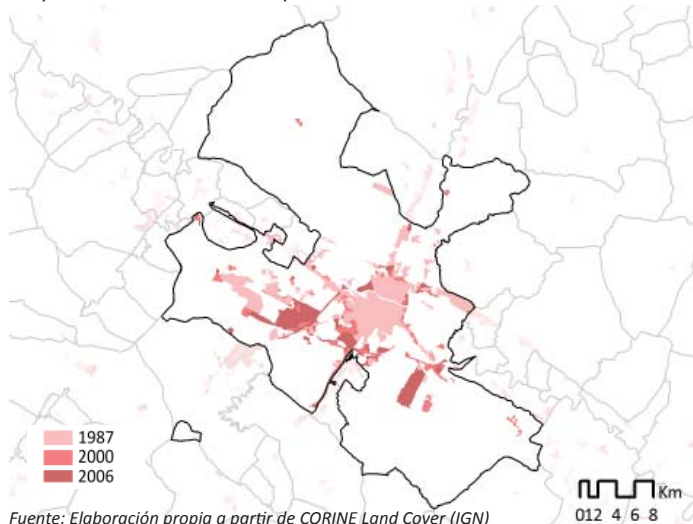 1987
2000
2006
Km
012 4 6 8
Fuente: Elaboración propia a partir de CORINE Land Cover (IGN)